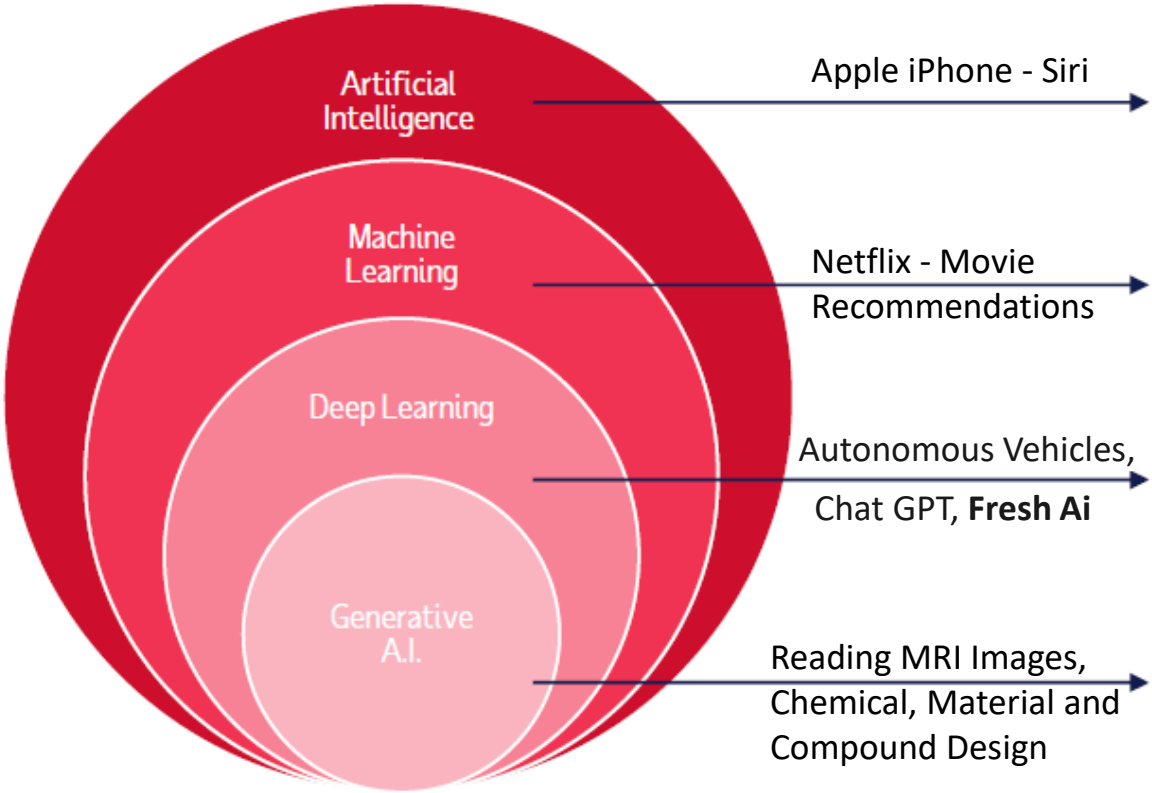 Artificial
Intelligence
Apple iPhone - Siri
Machine
Learning
Netflix - Movie
Recommendations
Deep Learning
Autonomous Vehicles,
Chat GPT, Fresh Ai
Generative
A.I.
Reading MRI Images,
Chemical, Material and
Compound Design